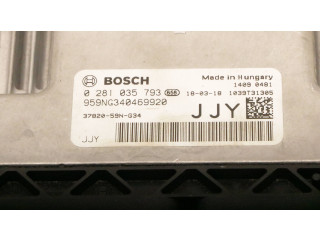 BOSCH
Made in Hungary
1409 0481
0 281 035 793 658 18-03-18 1039T31305
959NG340469920
JJY
37820-59N-G34
JJY